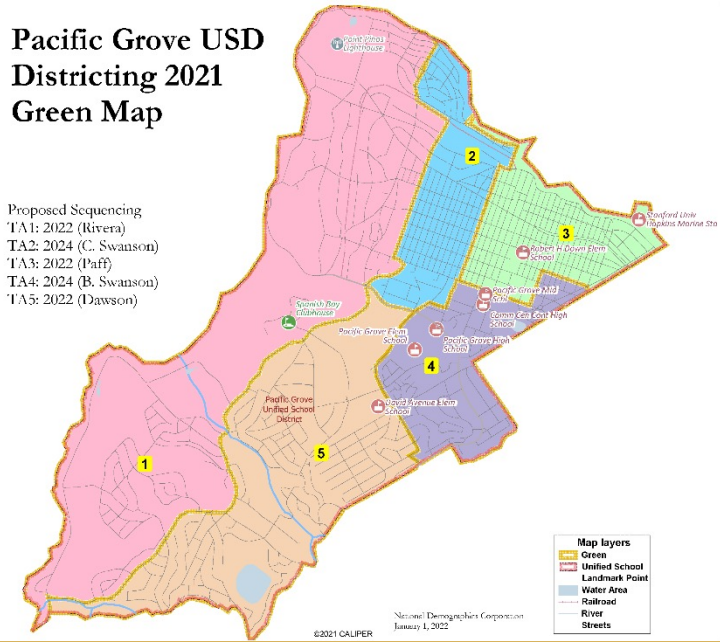 Pacific Grove USD
Districting 2021
Green Map
Point Pinos
Lighthouse
2
Proposed Sequencing
TA1: 2022 (Rivera)
TA2: 2024 (C. Swanson)
TA3: 2022 (Paff)
TA4: 2024 (B. Swanson)
TA5: 2022 (Dawson)
Stanford Univ
Hopkins Marine Sta
3
Robert H Down Elem
School
Pacific Grove Mid
Schl
Comm Cen Cont High
School
Spanish Bay
Clubhouse
Pacific Grove Elem
School
Pacific Grove High
School
4
Pacific Grove
Unified School
District
David Avenue Elem
School
1
5
Map layers
Green
Unified School
Landmark Point
Water Area
Railroad
River
Streets
National Demographics Corporation
January 1, 2022
©2021 CALIPER